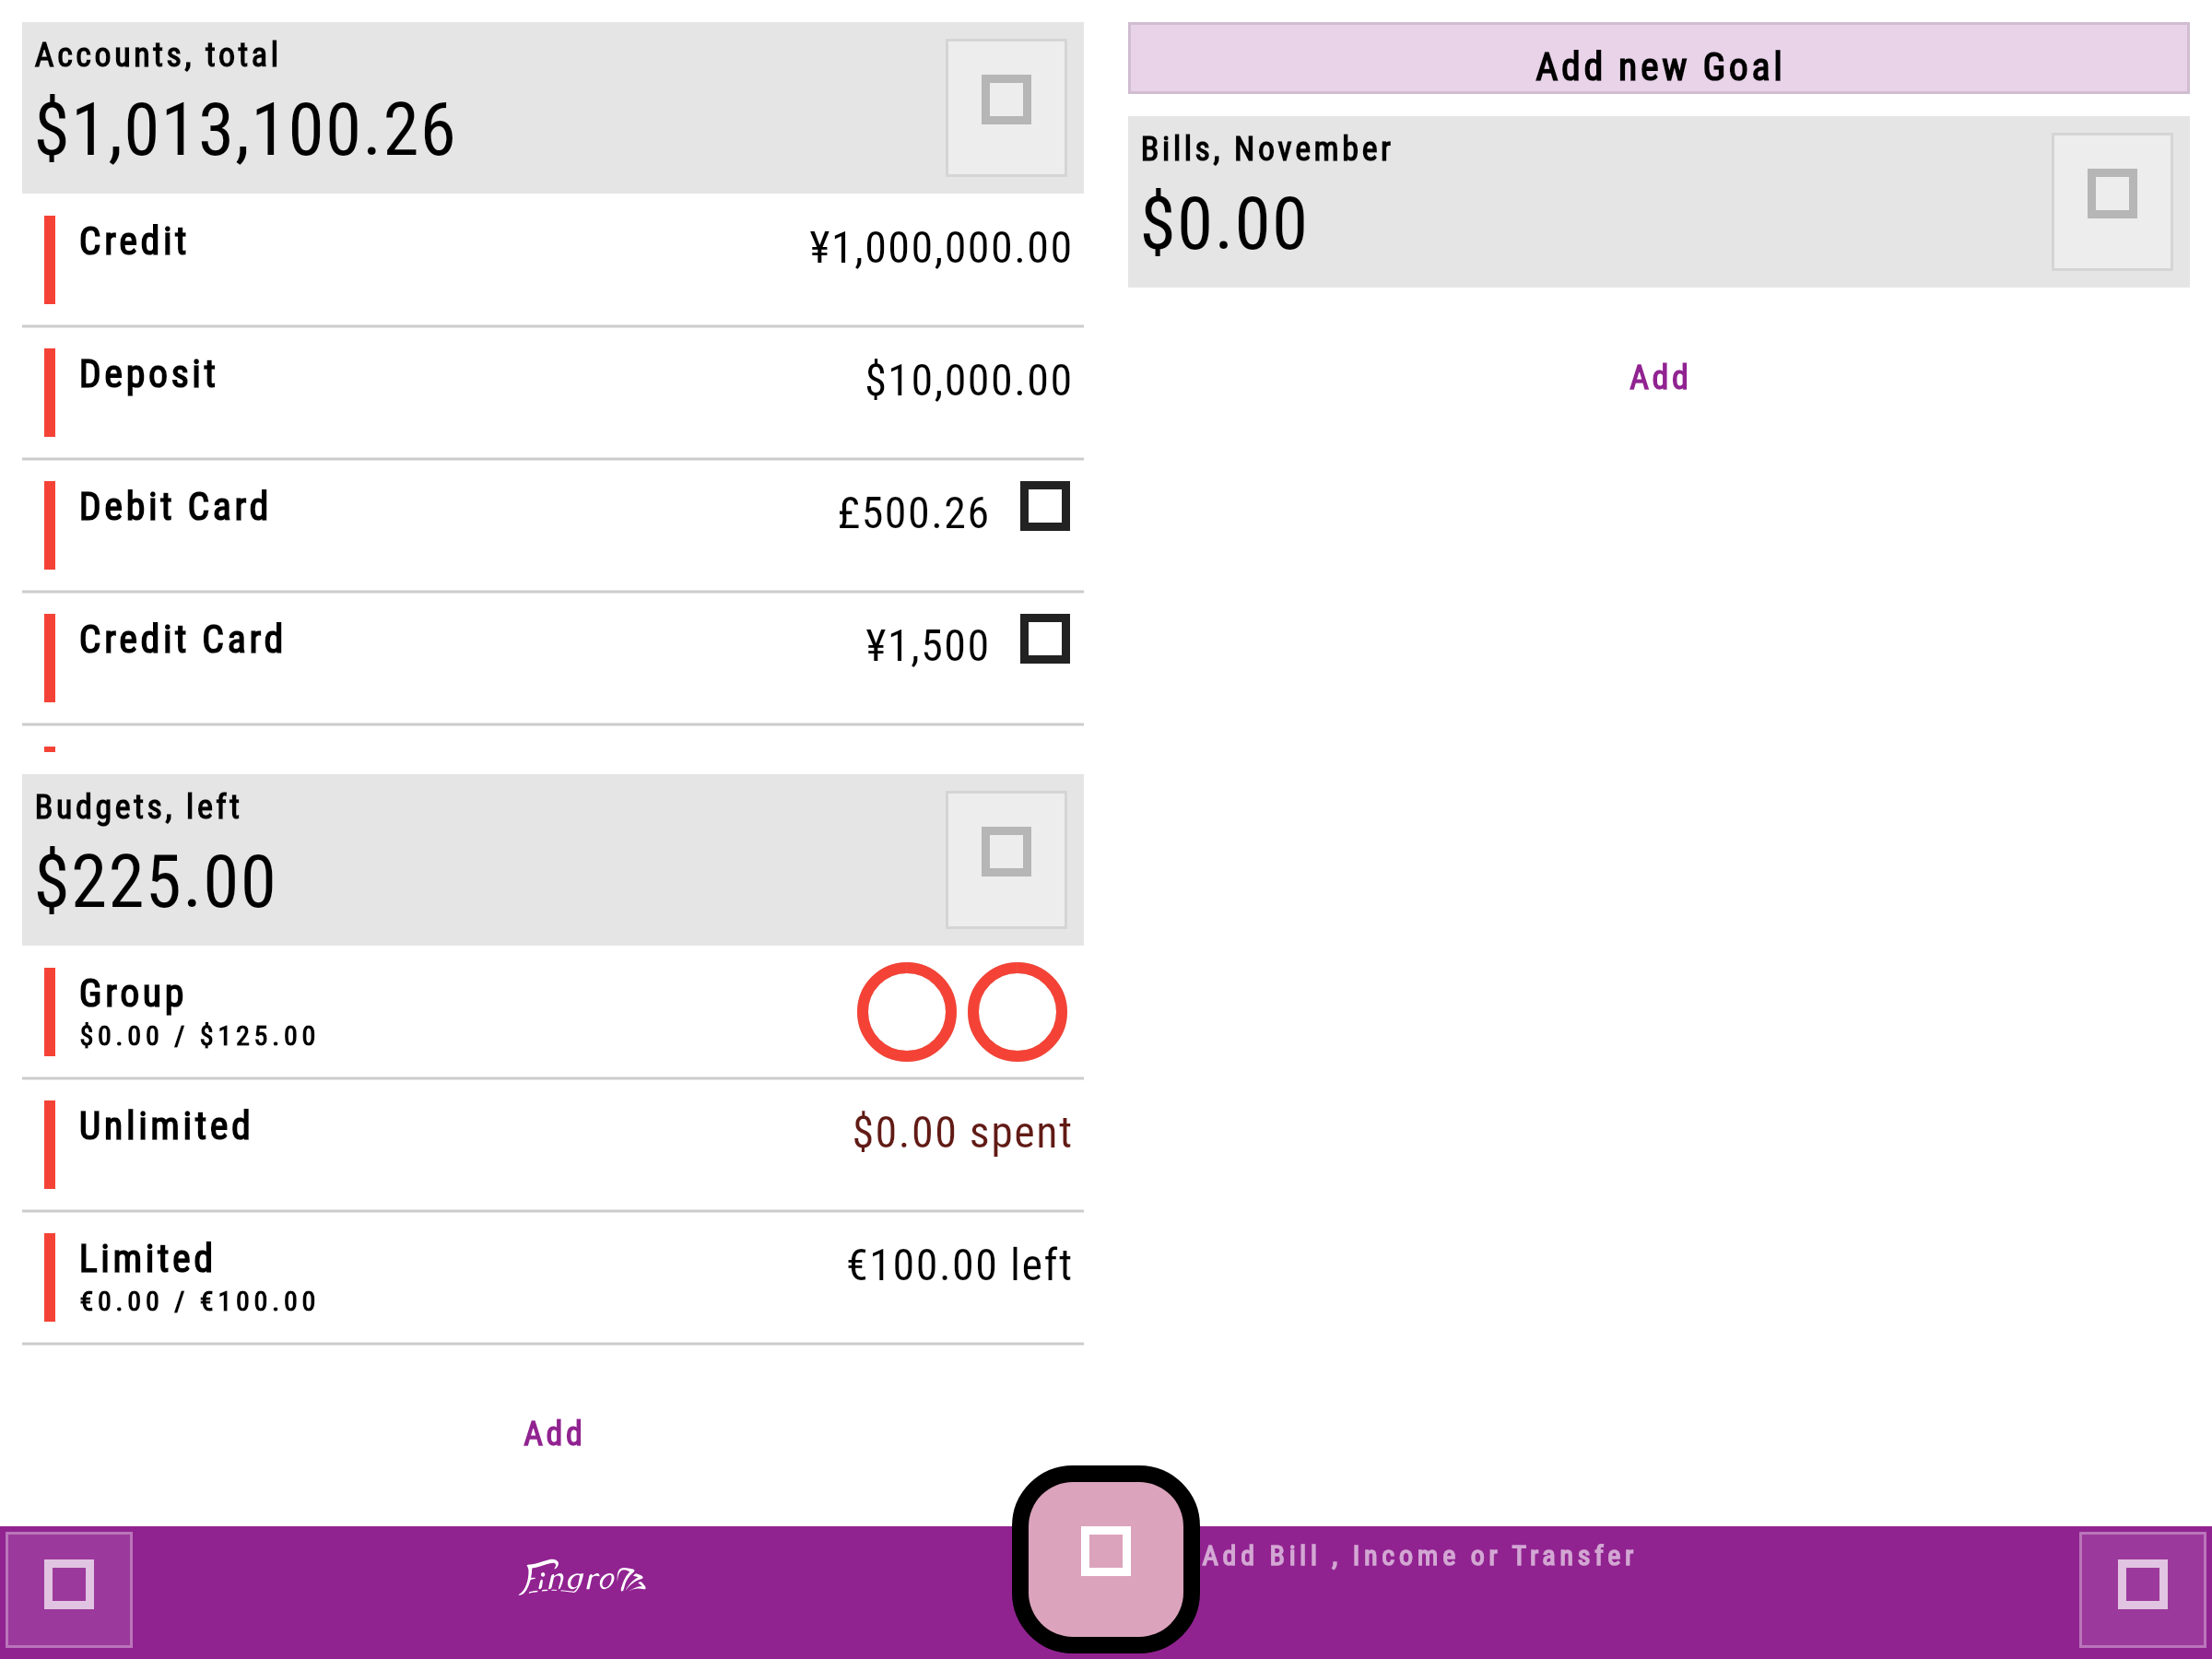 Accounts, total
$1,013,100.26
Credit
¥1,000,000.00
Deposit
$10,000.00
Debit Card
£500.26
Credit Card
¥1,500
Budgets, left
$225.00
Group
$0.00 / $125.00
Unlimited
$0.00 spent
Limited
€0.00 / €100.00
€100.00 left
Add
Add new Goal
Bills, November
$0.00
Add
Fingro
Add Bill , Income or Transfer